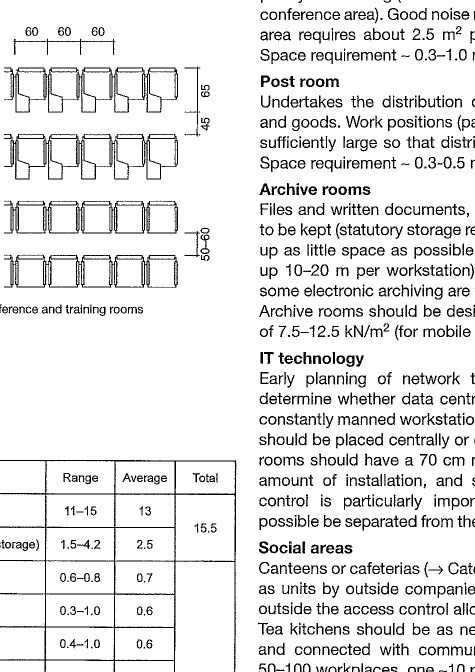 60 60 60
65
45
50–60
ference and training rooms
Range Average Total
11–15 13
15.5
storage) 1.5–4.2 2.5
0.6–0.8 0.7
0.3–1.0 0.6
0.4–1.0 0.6
conference area). Good noise
area requires about 2.5 m² p
Space requirement ~ 0.3–1.0
Post room
Undertakes the distribution
and goods. Work positions (pa
sufficiently large so that distri
Space requirement ~ 0.3-0.5
Archive rooms
Files and written documents,
to be kept (statutory storage re
up as little space as possible
up 10–20 m per workstation)
some electronic archiving are
Archive rooms should be desi
of 7.5–12.5 kN/m² (for mobile
IT technology
Early planning of network t
determine whether data centr
constantly manned workstatio
should be placed centrally or
rooms should have a 70 cm
amount of installation, and s
control is particularly impor
possible be separated from the
Social areas
Canteens or cafeterias (→ Cate
as units by outside companie
outside the access control allo
Tea kitchens should be as ne
and connected with commu
50–100 workplaces, one ~10